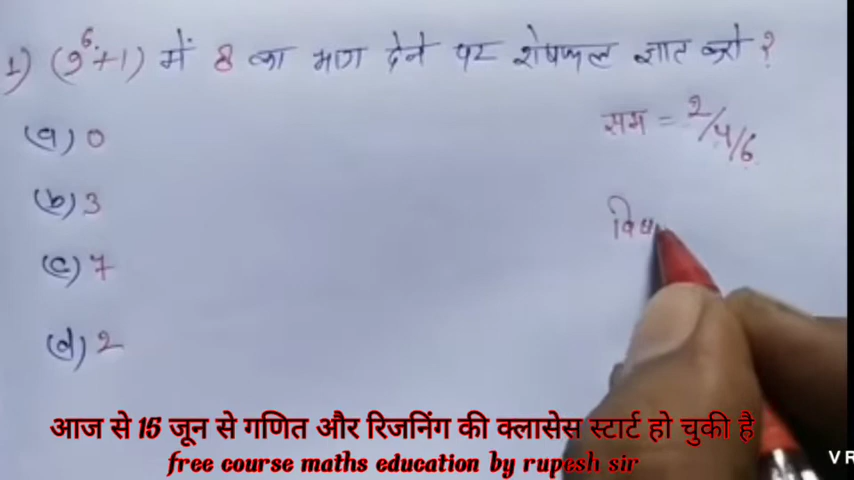 1) (9⁶+1) में 8 का भाग देने पर शेषफल ज्ञात करो ?
(a) 0
(b) 3
(c) 7
(d) 2
सम = 2/4/6
विष
आज से 15 जून से गणित और रिजनिंग की क्लासेस स्टार्ट हो चुकी है
free course maths education by rupesh sir
VR